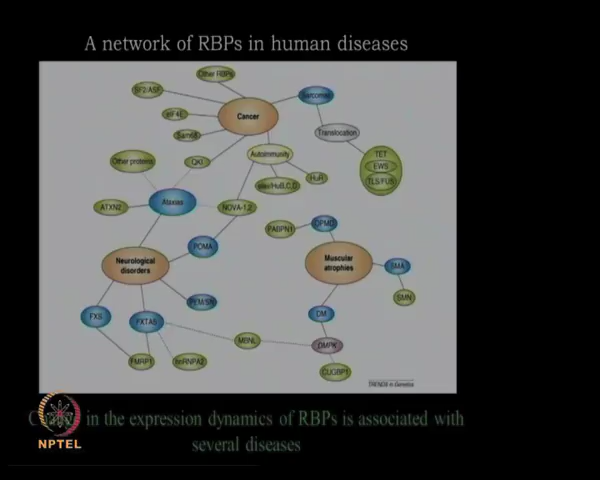 A network of RBPs in human diseases
Other RBPs
SF2/ASF
Cancer
Sarcomas
eIF4E
Sam68
Translocation
QKI
Autoimmunity
Other proteins
TET
EWS
TLS/FUS
HuR
elav/HuB,C,D
Ataxias
ATXN2
NOVA-1,2
PABPN1
OPMD
POMA
Neurological
disorders
Muscular
atrophies
SMA
SMN
PEM/SN
FXS
FXTAS
DM
MBNL
DMPK
FMRP1
hnRNPA2
CUGBP1
TRENDS in Genetics
in the expression dynamics of RBPs is associated with
several diseases
NPTEL